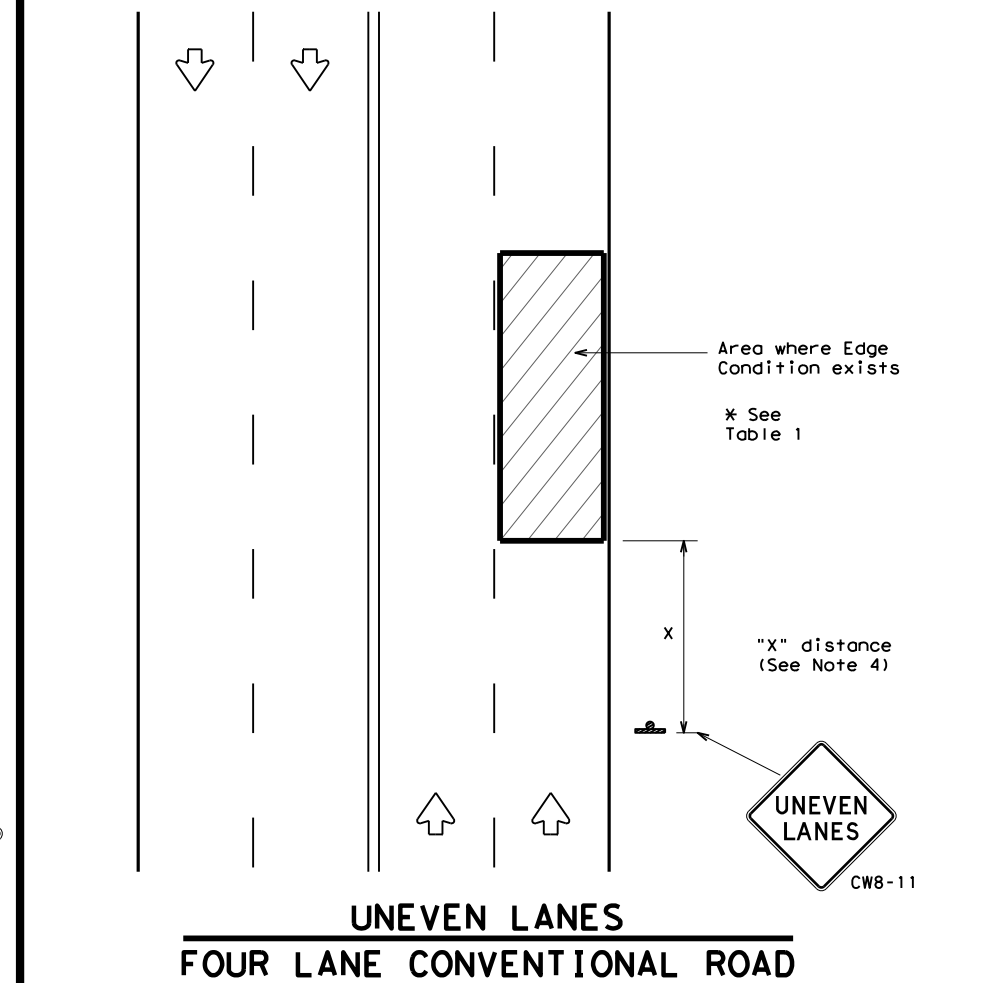 Area where Edge
Condition exists
* See
Table 1
X
"X" distance
(See Note 4)
UNEVEN
LANES
CW8-11
UNEVEN LANES
FOUR LANE CONVENTIONAL ROAD